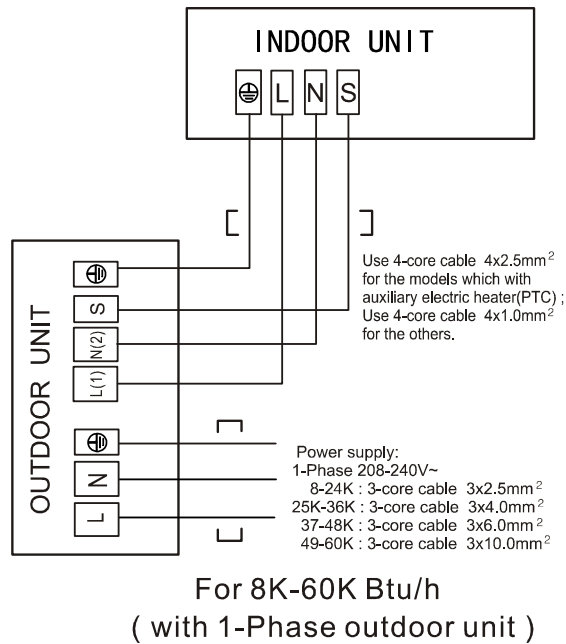 INDOOR UNIT
L N S
Use 4-core cable 4x2.5mm²
for the models which with
auxiliary electric heater(PTC) ;
Use 4-core cable 4x1.0mm²
for the others.
OUTDOOR UNIT
S
N(2)
L(1)
N
L
Power supply:
1-Phase 208-240V~
8-24K : 3-core cable 3x2.5mm²
25K-36K : 3-core cable 3x4.0mm²
37-48K : 3-core cable 3x6.0mm²
49-60K : 3-core cable 3x10.0mm²
For 8K-60K Btu/h
( with 1-Phase outdoor unit )